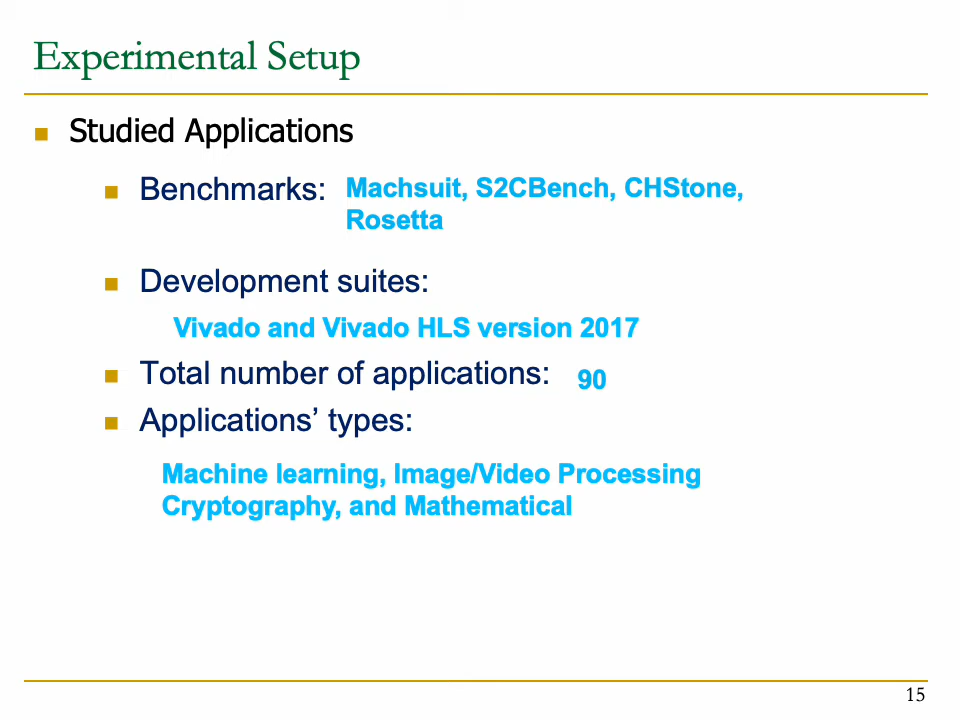 Experimental Setup
Studied Applications
Benchmarks: Machsuit, S2CBench, CHStone,
Rosetta
Development suites:
Vivado and Vivado HLS version 2017
Total number of applications: 90
Applications’ types:
Machine learning, Image/Video Processing
Cryptography, and Mathematical
15